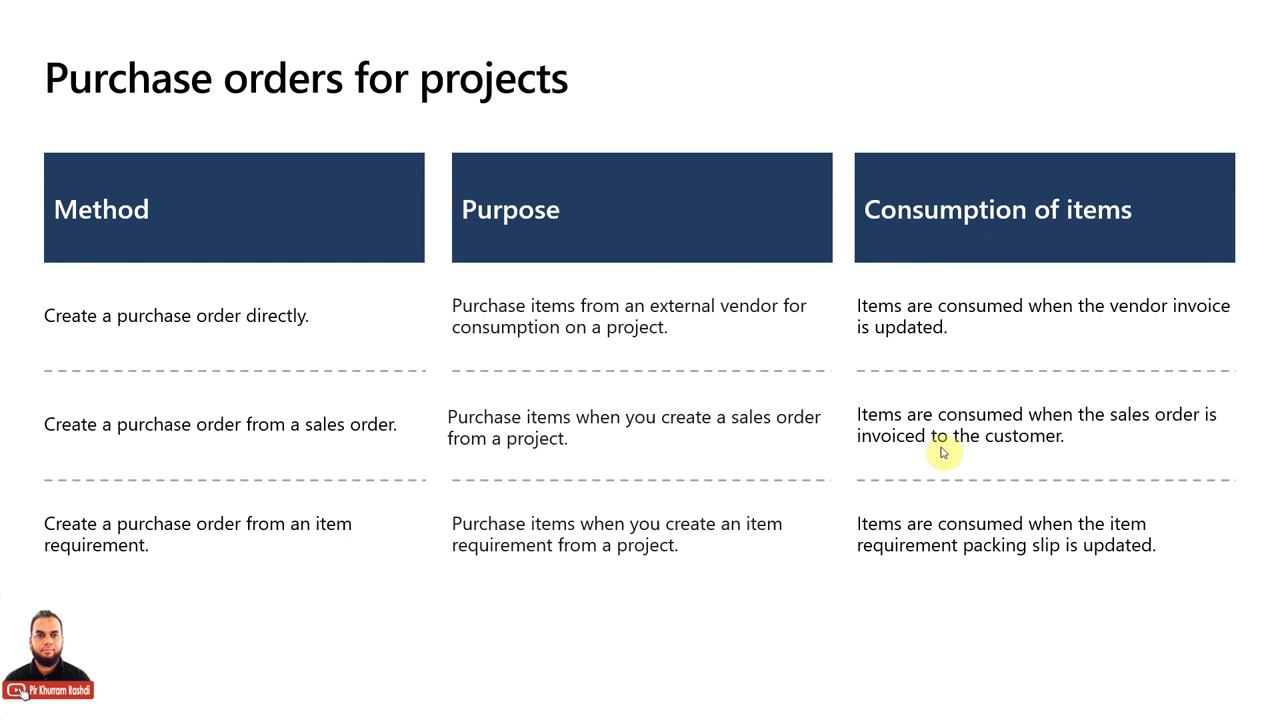 Purchase orders for projects
Method
Purpose
Consumption of items
Create a purchase order directly.
Purchase items from an external vendor for
consumption on a project.
Items are consumed when the vendor invoice
is updated.
Create a purchase order from a sales order.
Purchase items when you create a sales order
from a project.
Items are consumed when the sales order is
invoiced to the customer.
Create a purchase order from an item
requirement.
Purchase items when you create an item
requirement from a project.
Items are consumed when the item
requirement packing slip is updated.
Pir Khurram Rashdi